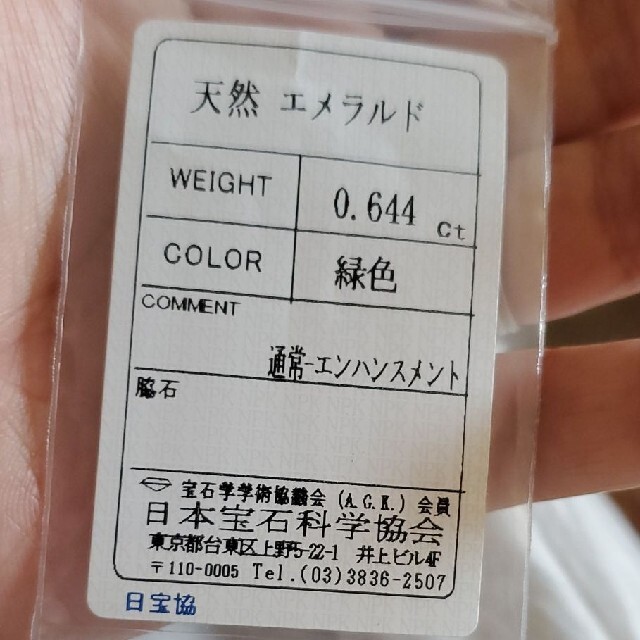 天然 エメラルド
WEIGHT 0.644 ct
COLOR 緑色
COMMENT
通常-エンハンスメント
脇石
宝石学学術協議会 (A.G.K.) 会員
日本宝石科学協会
東京都台東区上野5-22-1 井上ビル4F
〒110-0005 Tel.(03)3836-2507
日宝協